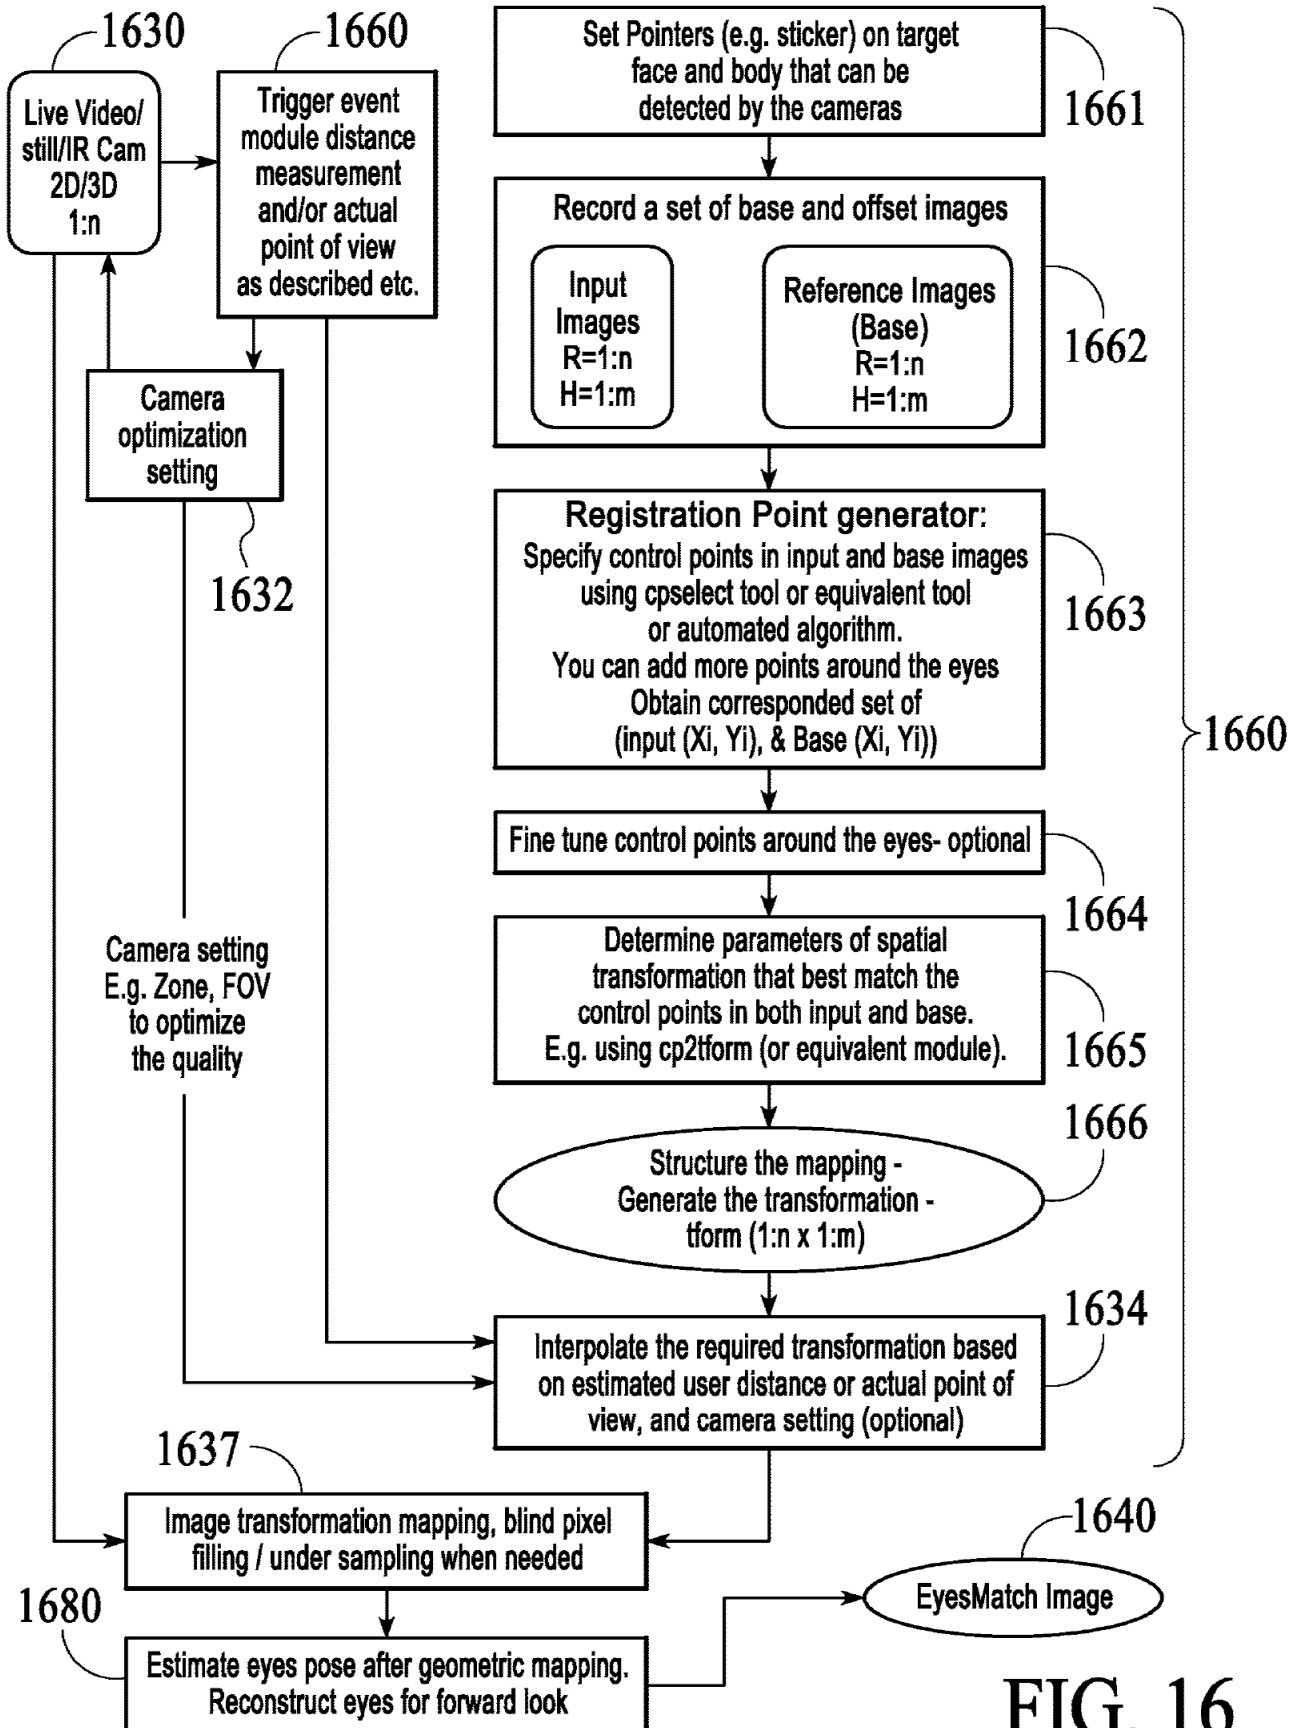 1630
1660
Live Video/
still/IR Cam
2D/3D
1:n
Trigger event
module distance
measurement
and/or actual
point of view
as described etc.
Camera
optimization
setting
1632
Camera setting
E.g. Zone, FOV
to optimize
the quality
Set Pointers (e.g. sticker) on target
face and body that can be
detected by the cameras
1661
Record a set of base and offset images
Input
Images
R=1:n
H=1:m
Reference Images
(Base)
R=1:n
H=1:m
1662
Registration Point generator:
Specify control points in input and base images
using cpselect tool or equivalent tool
or automated algorithm.
You can add more points around the eyes
Obtain corresponded set of
(input (Xi, Yi), & Base (Xi, Yi))
1663
1660
Fine tune control points around the eyes- optional
1664
Determine parameters of spatial
transformation that best match the
control points in both input and base.
E.g. using cp2tform (or equivalent module).
1665
1666
Structure the mapping -
Generate the transformation -
tform (1:n x 1:m)
1634
Interpolate the required transformation based
on estimated user distance or actual point of
view, and camera setting (optional)
1637
Image transformation mapping, blind pixel
filling / under sampling when needed
1640
EyesMatch Image
1680
Estimate eyes pose after geometric mapping.
Reconstruct eyes for forward look
FIG. 16